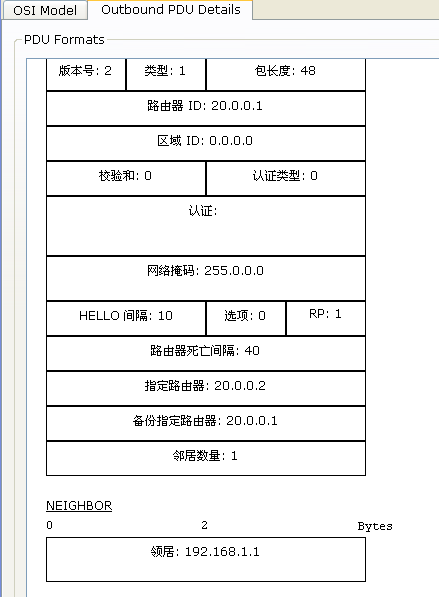 OSI Model Outbound PDU Details
PDU Formats
版本号: 2 类型: 1 包长度: 48
路由器 ID: 20.0.0.1
区域 ID: 0.0.0.0
校验和: 0 认证类型: 0
认证:
网络掩码: 255.0.0.0
HELLO 间隔: 10 选项: 0 RP: 1
路由器死亡间隔: 40
指定路由器: 20.0.0.2
备份指定路由器: 20.0.0.1
邻居数量: 1
NEIGHBOR
0 2 Bytes
领居: 192.168.1.1